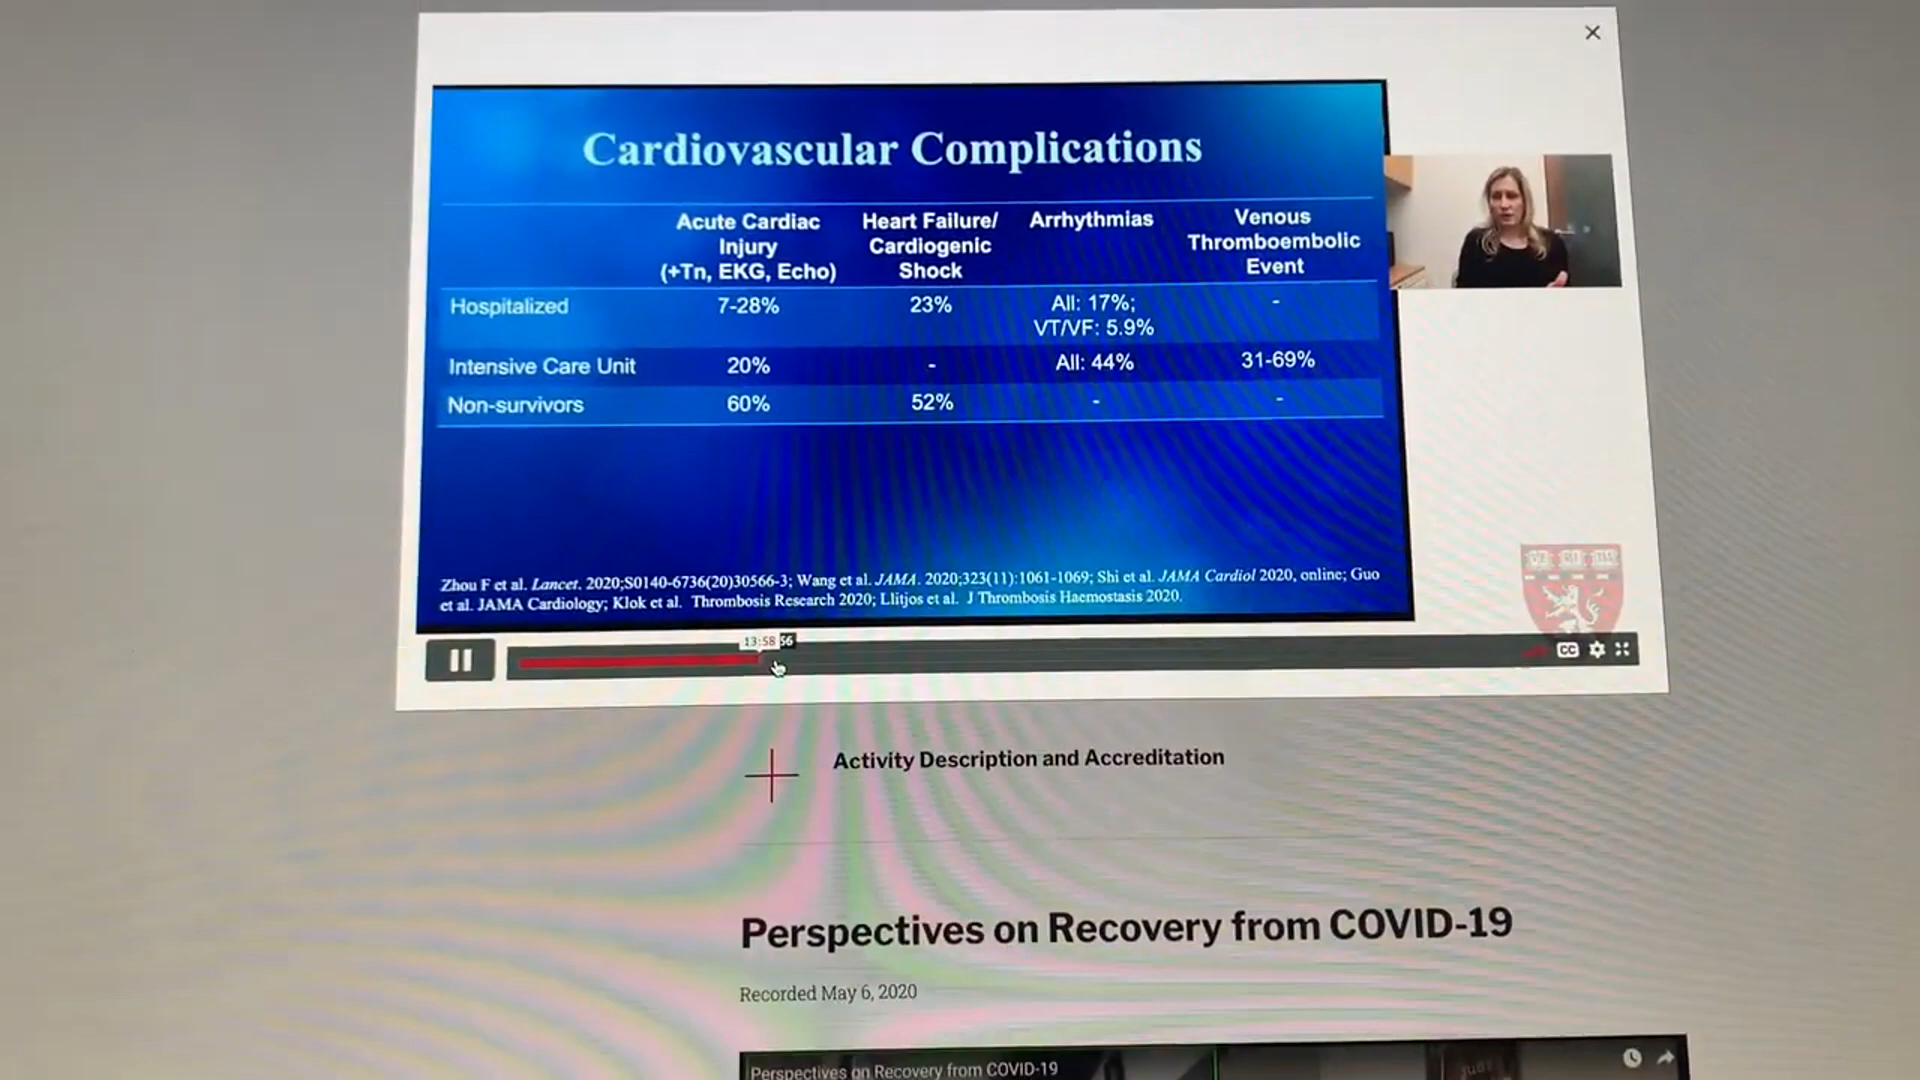 Cardiovascular Complications
Acute Cardiac Injury (+Tn, EKG, Echo)
Heart Failure/ Cardiogenic Shock
Arrhythmias
Venous Thromboembolic Event
Hospitalized 7-28% 23% All: 17%; VT/VF: 5.9% -
Intensive Care Unit 20% - All: 44% 31-69%
Non-survivors 60% 52% - -
Zhou F et al. Lancet. 2020;S0140-6736(20)30566-3; Wang et al. JAMA. 2020;323(11):1061-1069; Shi et al. JAMA Cardiol 2020, online; Guo
et al. JAMA Cardiology; Klok et al. Thrombosis Research 2020; Llitjos et al. J Thrombosis Haemostasis 2020.
13:58 56
CC
Activity Description and Accreditation
Perspectives on Recovery from COVID-19
Recorded May 6, 2020
Perspectives on Recovery from COVID-19